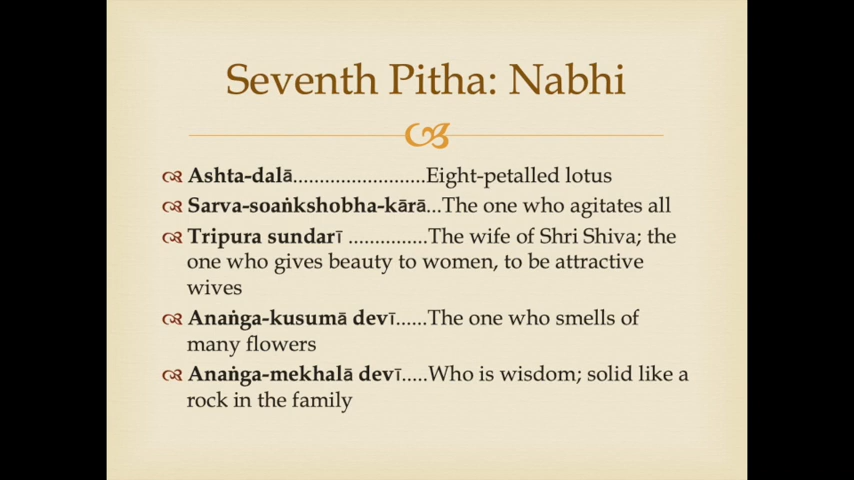 Seventh Pitha: Nabhi
Ashta-dalā........................Eight-petalled lotus
Sarva-soaṅkshobha-kārā...The one who agitates all
Tripura sundarī ...............The wife of Shri Shiva; the
one who gives beauty to women, to be attractive
wives
Anaṅga-kusumā devī......The one who smells of
many flowers
Anaṅga-mekhalā devī.....Who is wisdom; solid like a
rock in the family